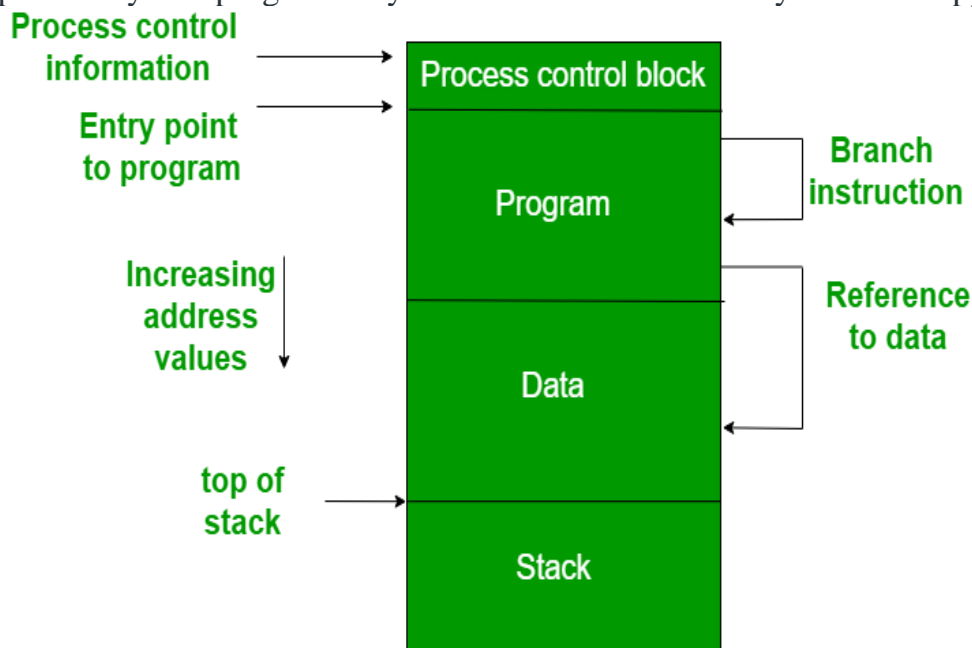 Process control
information
Process control block
Entry point
to program
Branch
instruction
Program
Increasing
address
values
Reference
to data
Data
top of
stack
Stack